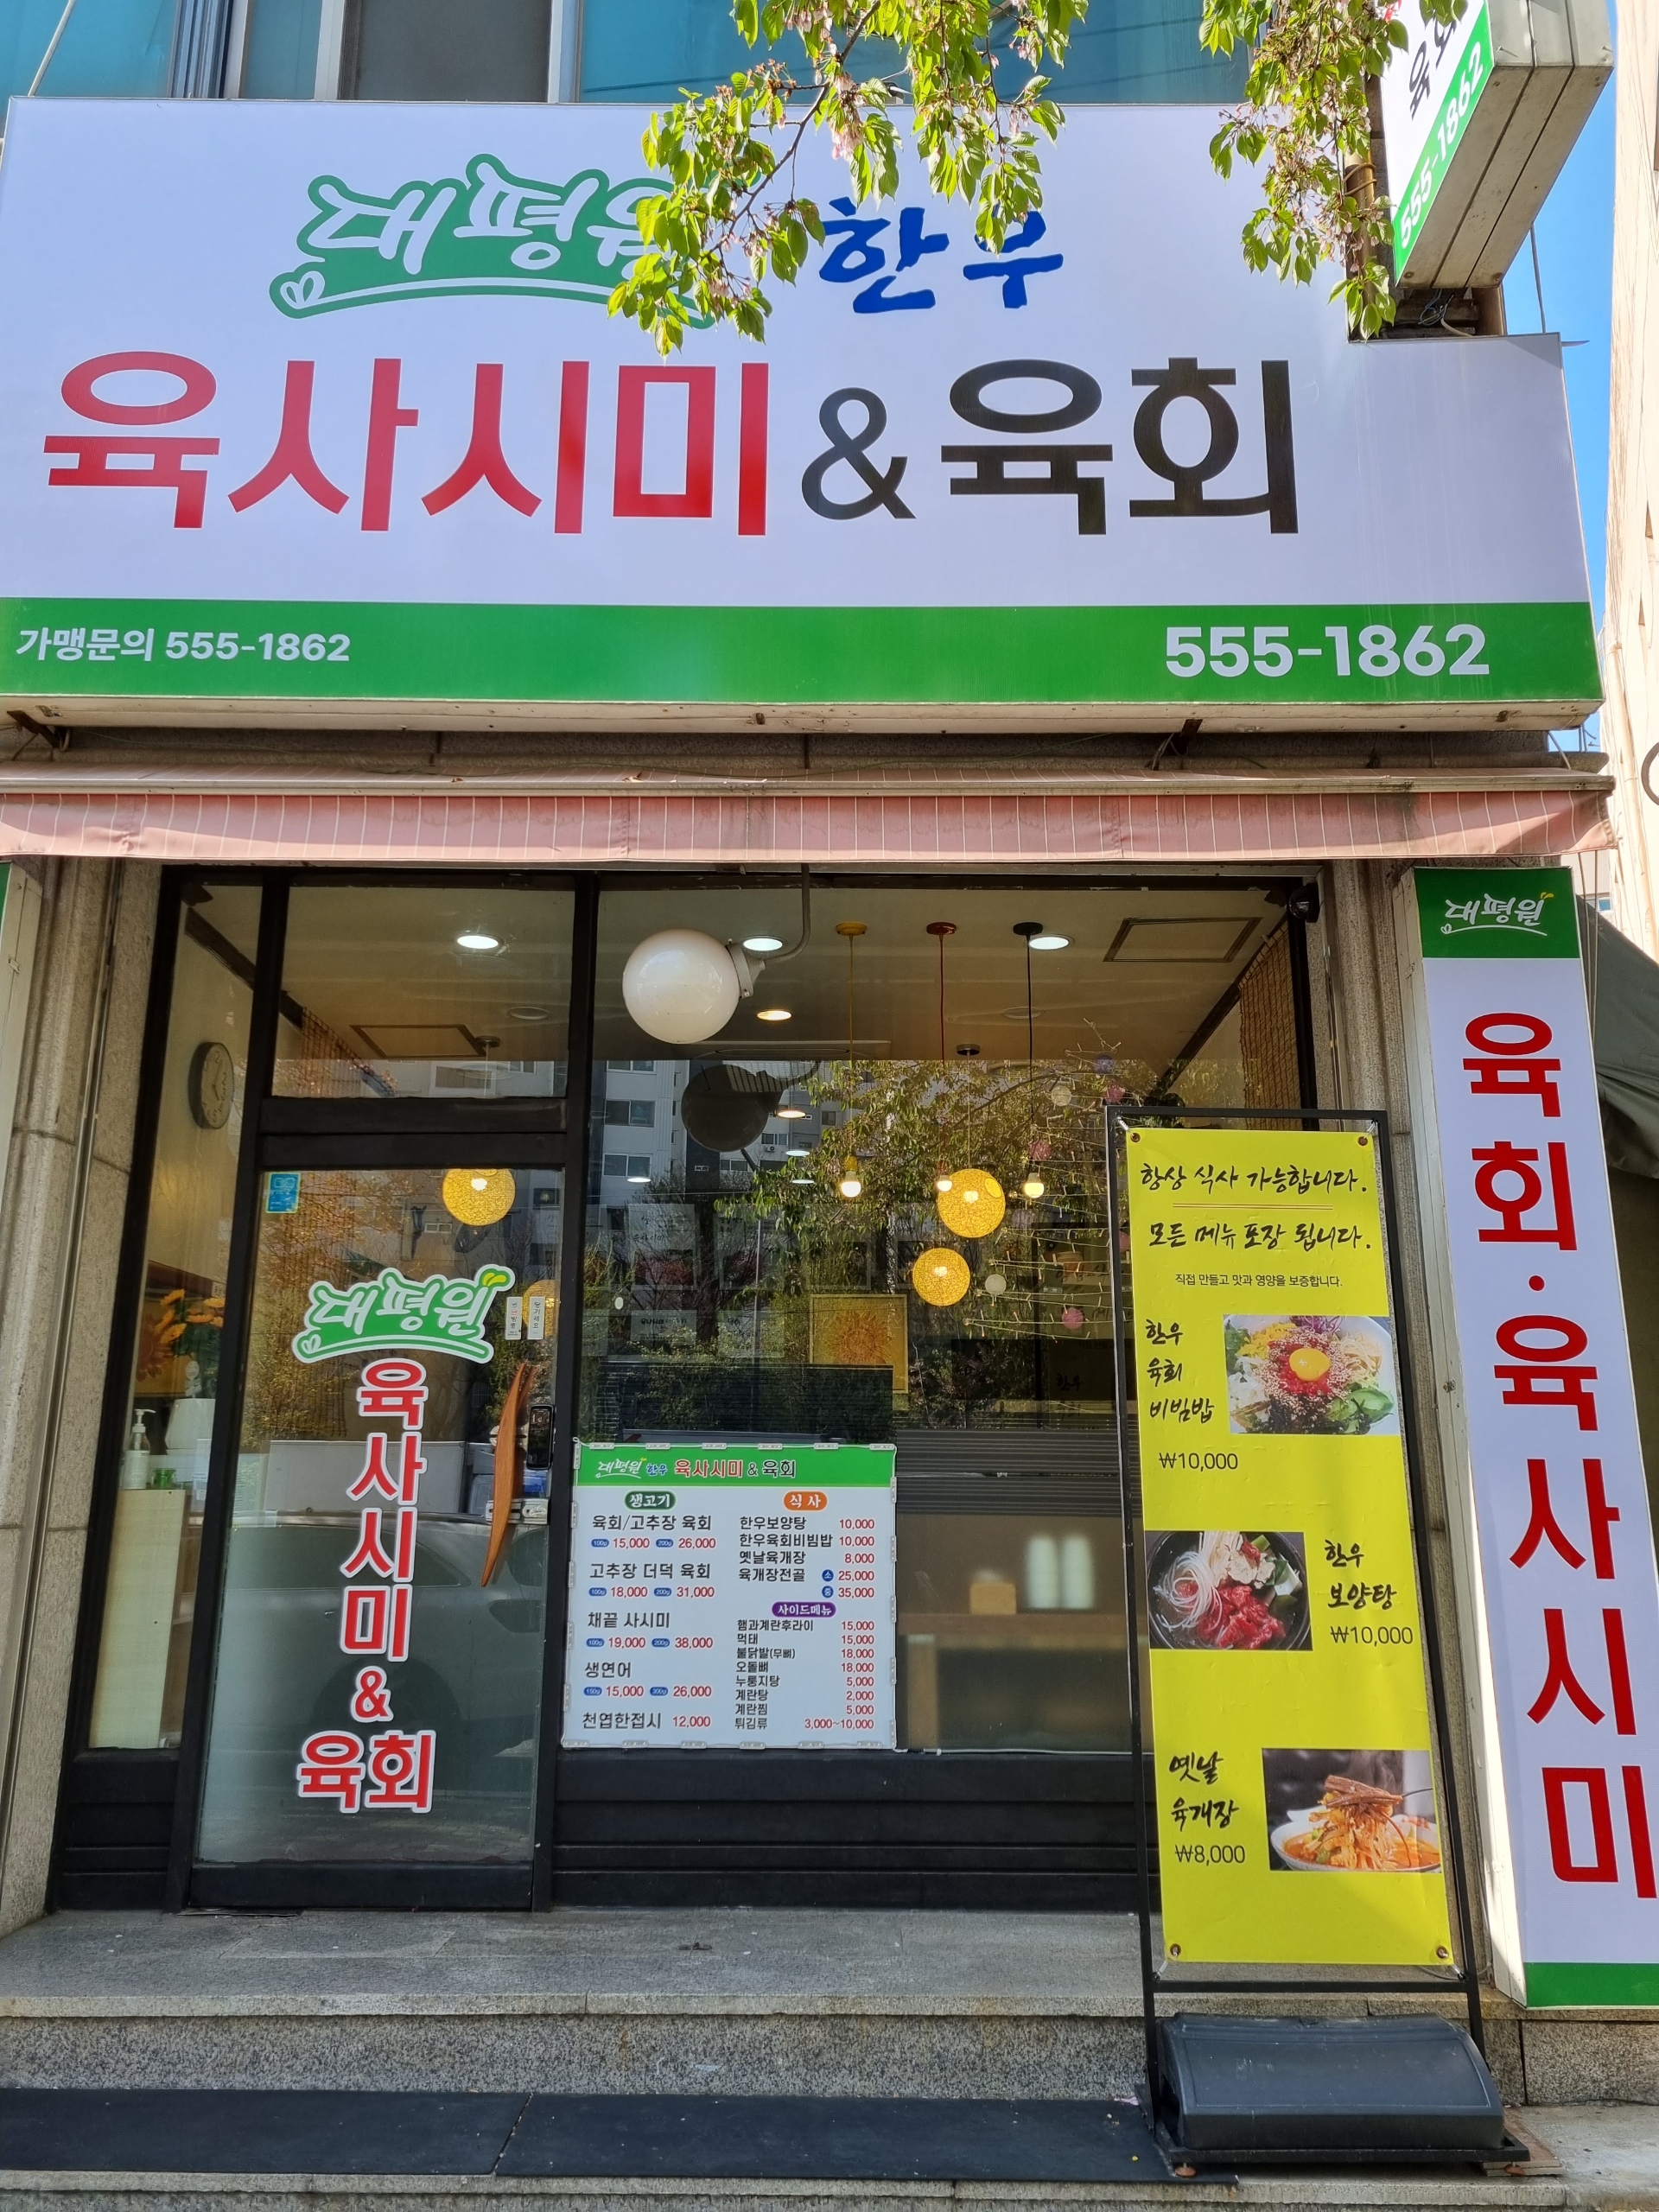 대평원 한우
육사시미&육회
가맹문의 555-1862
555-1862
육회
555-1862
대평원
육회·육사시미
대평원
육사시미
&
육회
대평원 한우 육사시미 & 육회
생고기
육회/고추장 육회
100g 15,000 200g 26,000
고추장 더덕 육회
100g 18,000 200g 31,000
채끝 사시미
100g 19,000 200g 38,000
생연어
150g 15,000 300g 26,000
천엽한접시 12,000
식사
한우보양탕 10,000
한우육회비빔밥 10,000
옛날육개장 8,000
육개장전골 소 25,000
중 35,000
사이드메뉴
햄과계란후라이 15,000
먹태 15,000
불닭발(무뼈) 18,000
오돌뼈 18,000
누룽지탕 5,000
계란탕 2,000
계란찜 5,000
튀김류 3,000~10,000
항상 식사 가능합니다.
모든 메뉴 포장 됩니다.
직접 만들고 맛과 영양을 보증합니다.
한우
육회
비빔밥
₩10,000
한우
보양탕
₩10,000
옛날
육개장
₩8,000